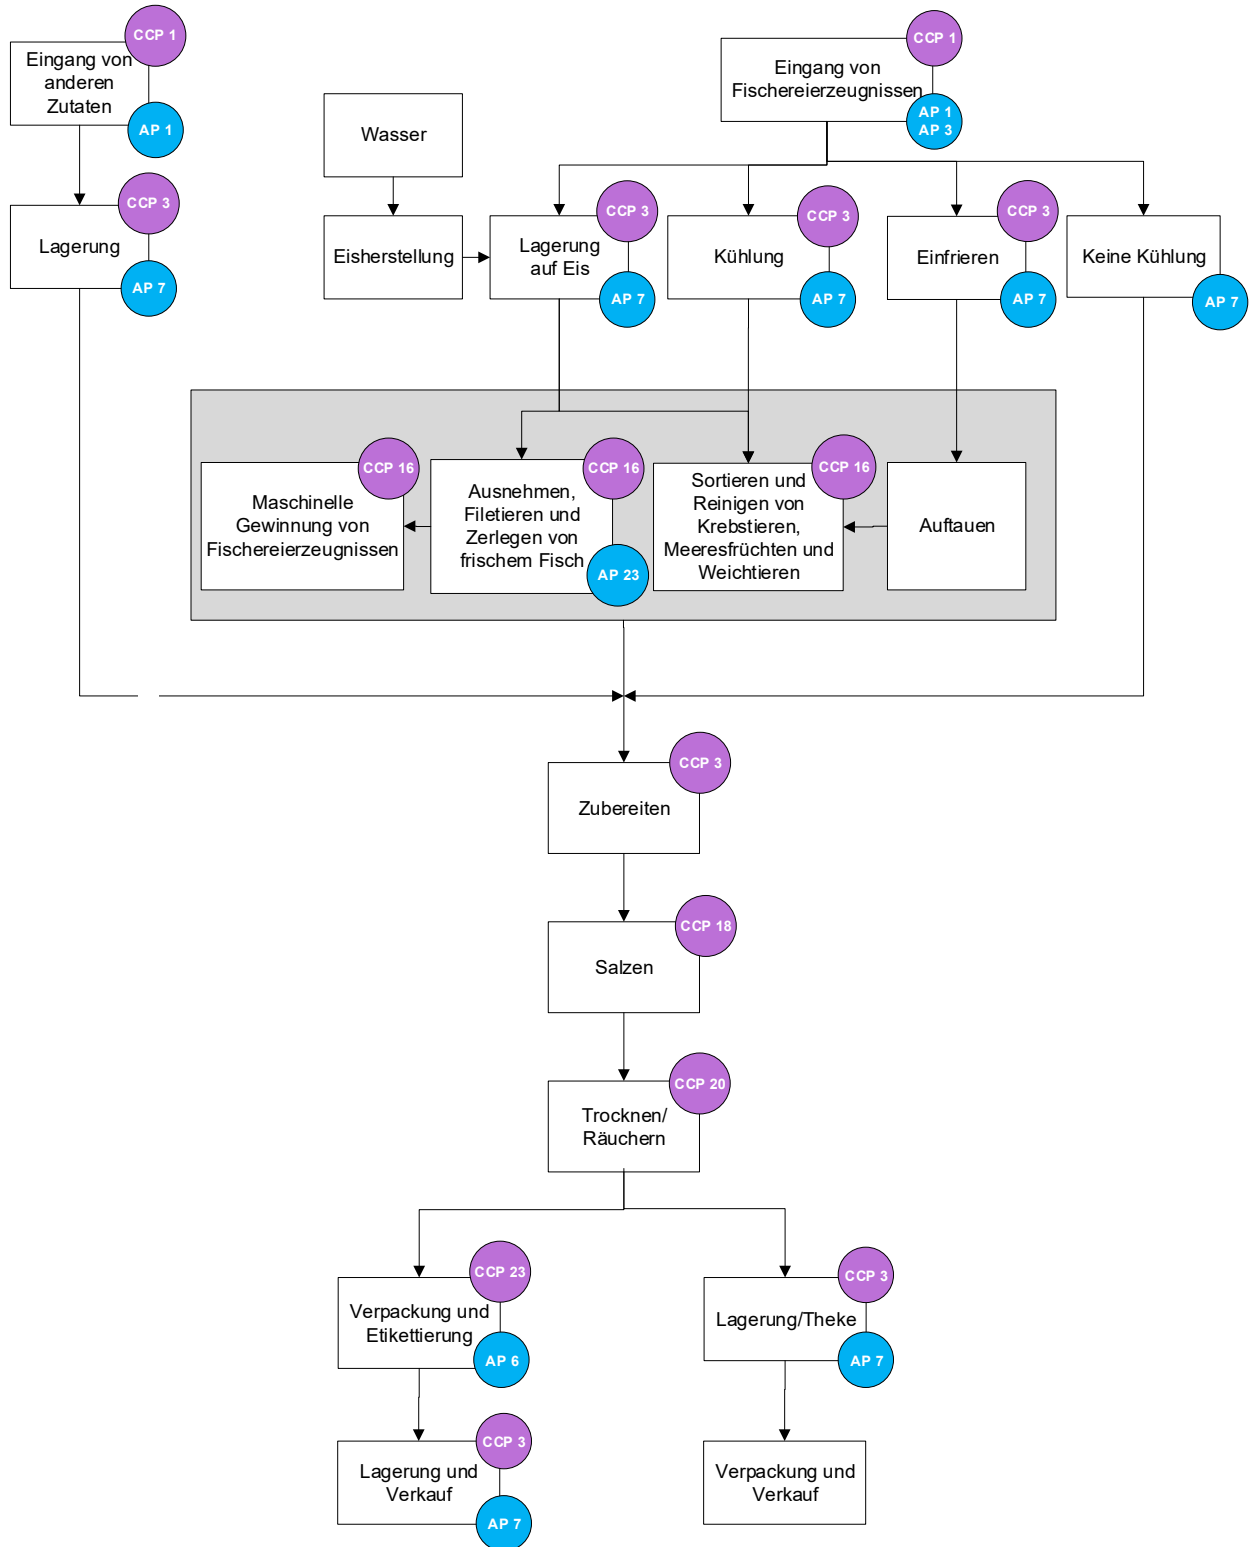 CCP 1
Eingang von
anderen
Zutaten
AP 1
CCP 1
Eingang von
Fischereierzeugnissen
AP 1
AP 3
Wasser
CCP 3
Lagerung
AP 7
Eisherstellung
CCP 3
Lagerung
auf Eis
AP 7
CCP 3
Kühlung
AP 7
CCP 3
Einfrieren
AP 7
Keine Kühlung
AP 7
CCP 16
Maschinelle
Gewinnung von
Fischereierzeugnissen
CCP 16
Ausnehmen,
Filetieren und
Zerlegen von
frischem Fisch
AP 23
CCP 16
Sortieren und
Reinigen von
Krebstieren,
Meeresfrüchten und
Weichtieren
Auftauen
CCP 3
Zubereiten
CCP 18
Salzen
CCP 20
Trocknen/
Räuchern
CCP 23
Verpackung und
Etikettierung
AP 6
CCP 3
Lagerung/Theke
AP 7
CCP 3
Lagerung und
Verkauf
AP 7
Verpackung und
Verkauf